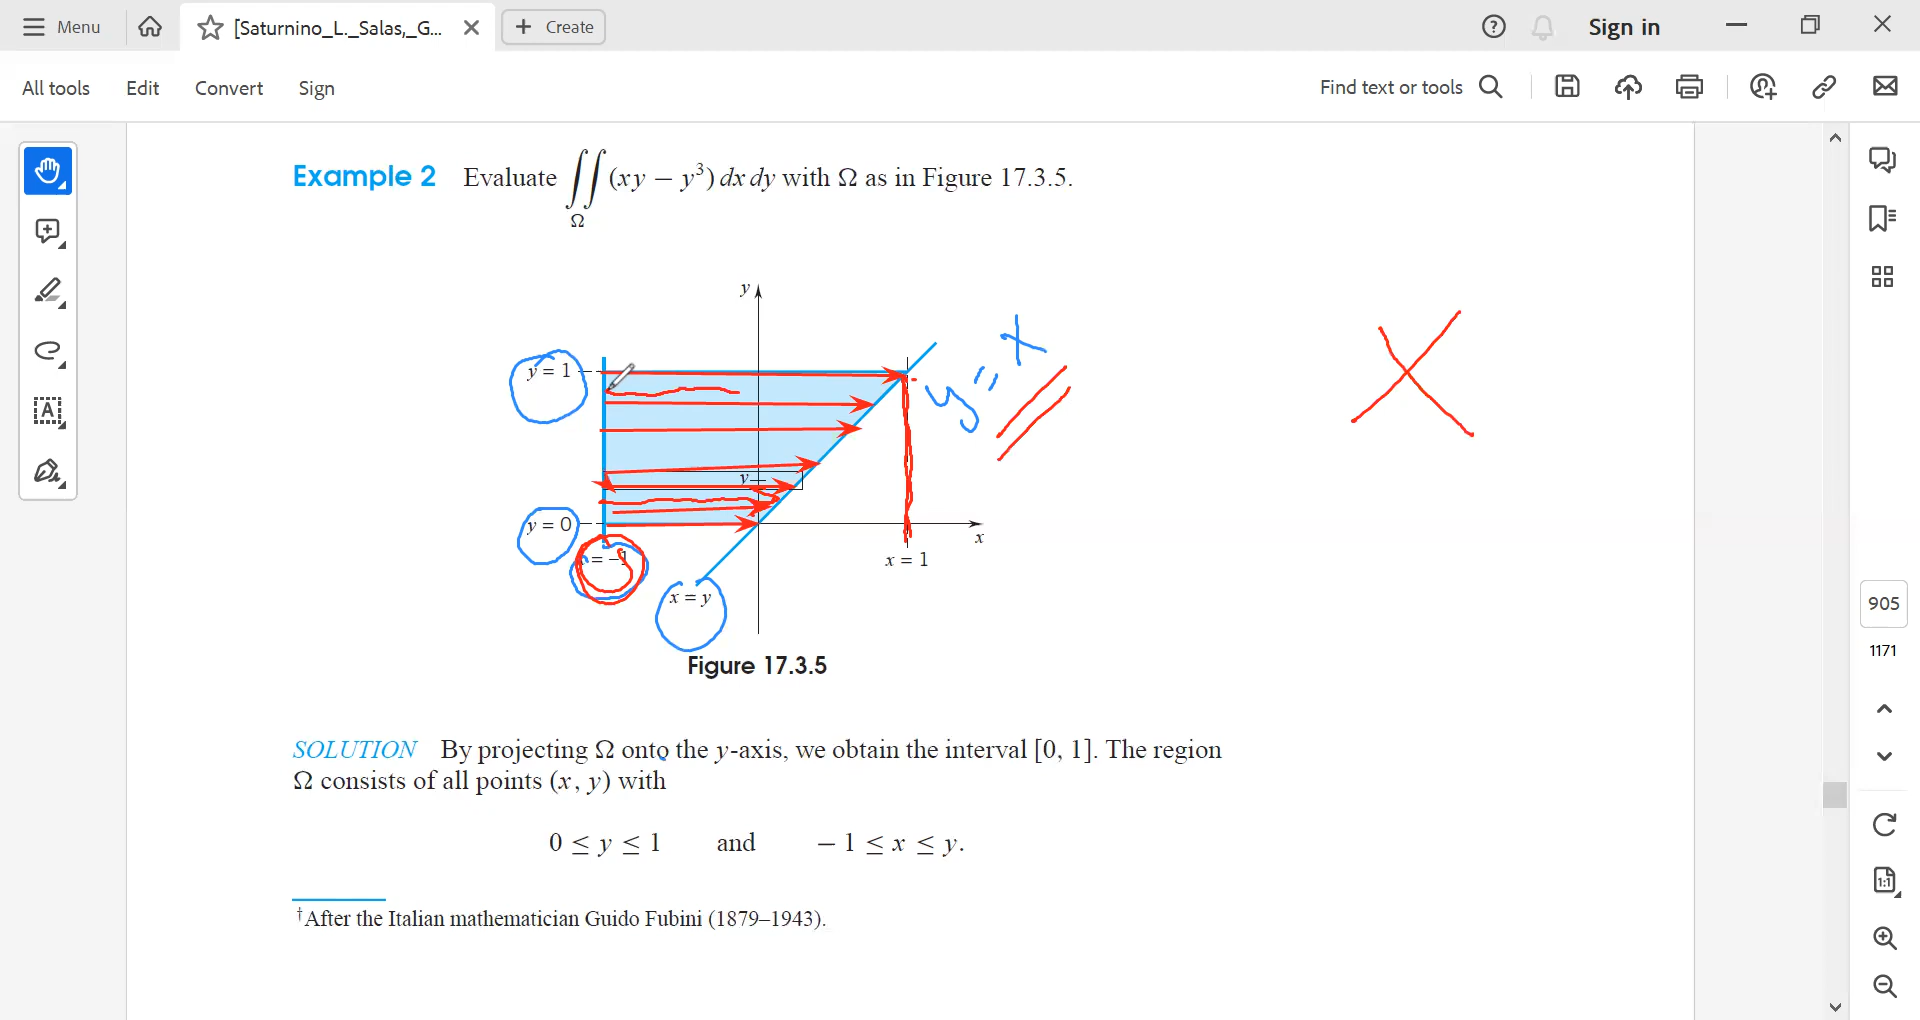 Menu
[Saturnino_L._Salas,_G...
Create
Sign in
All tools
Edit
Convert
Sign
Find text or tools
Example 2 Evaluate ∬Ω (xy − y³) dx dy with Ω as in Figure 17.3.5.
y
y = 1
y = x
y
y = 0
x
= −1
x = 1
x = y
Figure 17.3.5
SOLUTION By projecting Ω onto the y-axis, we obtain the interval [0, 1]. The region
Ω consists of all points (x, y) with
0 ≤ y ≤ 1 and − 1 ≤ x ≤ y.
†After the Italian mathematician Guido Fubini (1879–1943).
905
1171
1:1